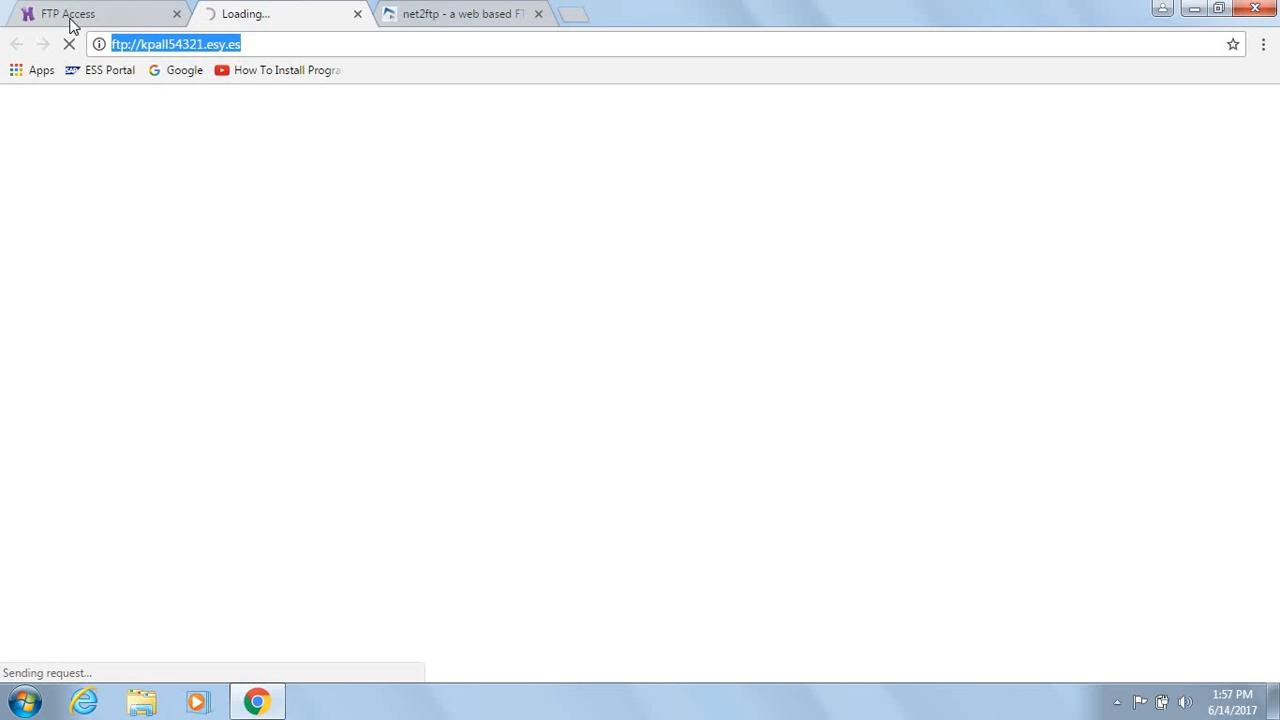 FTP Access
Loading...
net2ftp - a web based FT
ftp://kpall54321.esy.es
Apps
SAP
ESS Portal
Google
How To Install Progra
Sending request...
1:57 PM
6/14/2017